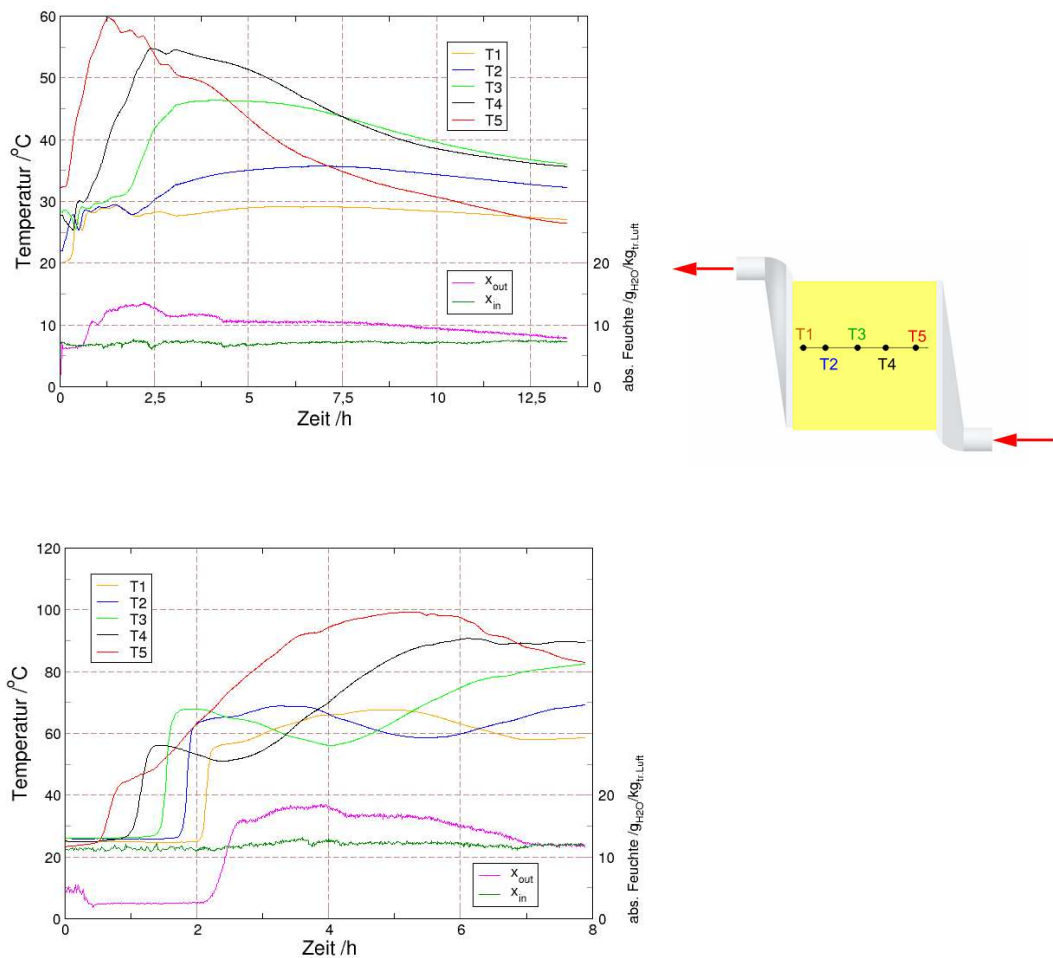 60
50
40
30
20
10
0
Temperatur /°C
T1
T2
T3
T4
T5
x_out
x_in
20
10
0
abs. Feuchte /g_H2O/kg_tr.Luft
0
2,5
5
7,5
10
12,5
Zeit /h
T1
T2
T3
T4
T5
120
100
80
60
40
20
0
Temperatur /°C
T1
T2
T3
T4
T5
x_out
x_in
20
10
0
abs. Feuchte /g_H2O/kg_tr.Luft
0
2
4
6
8
Zeit /h